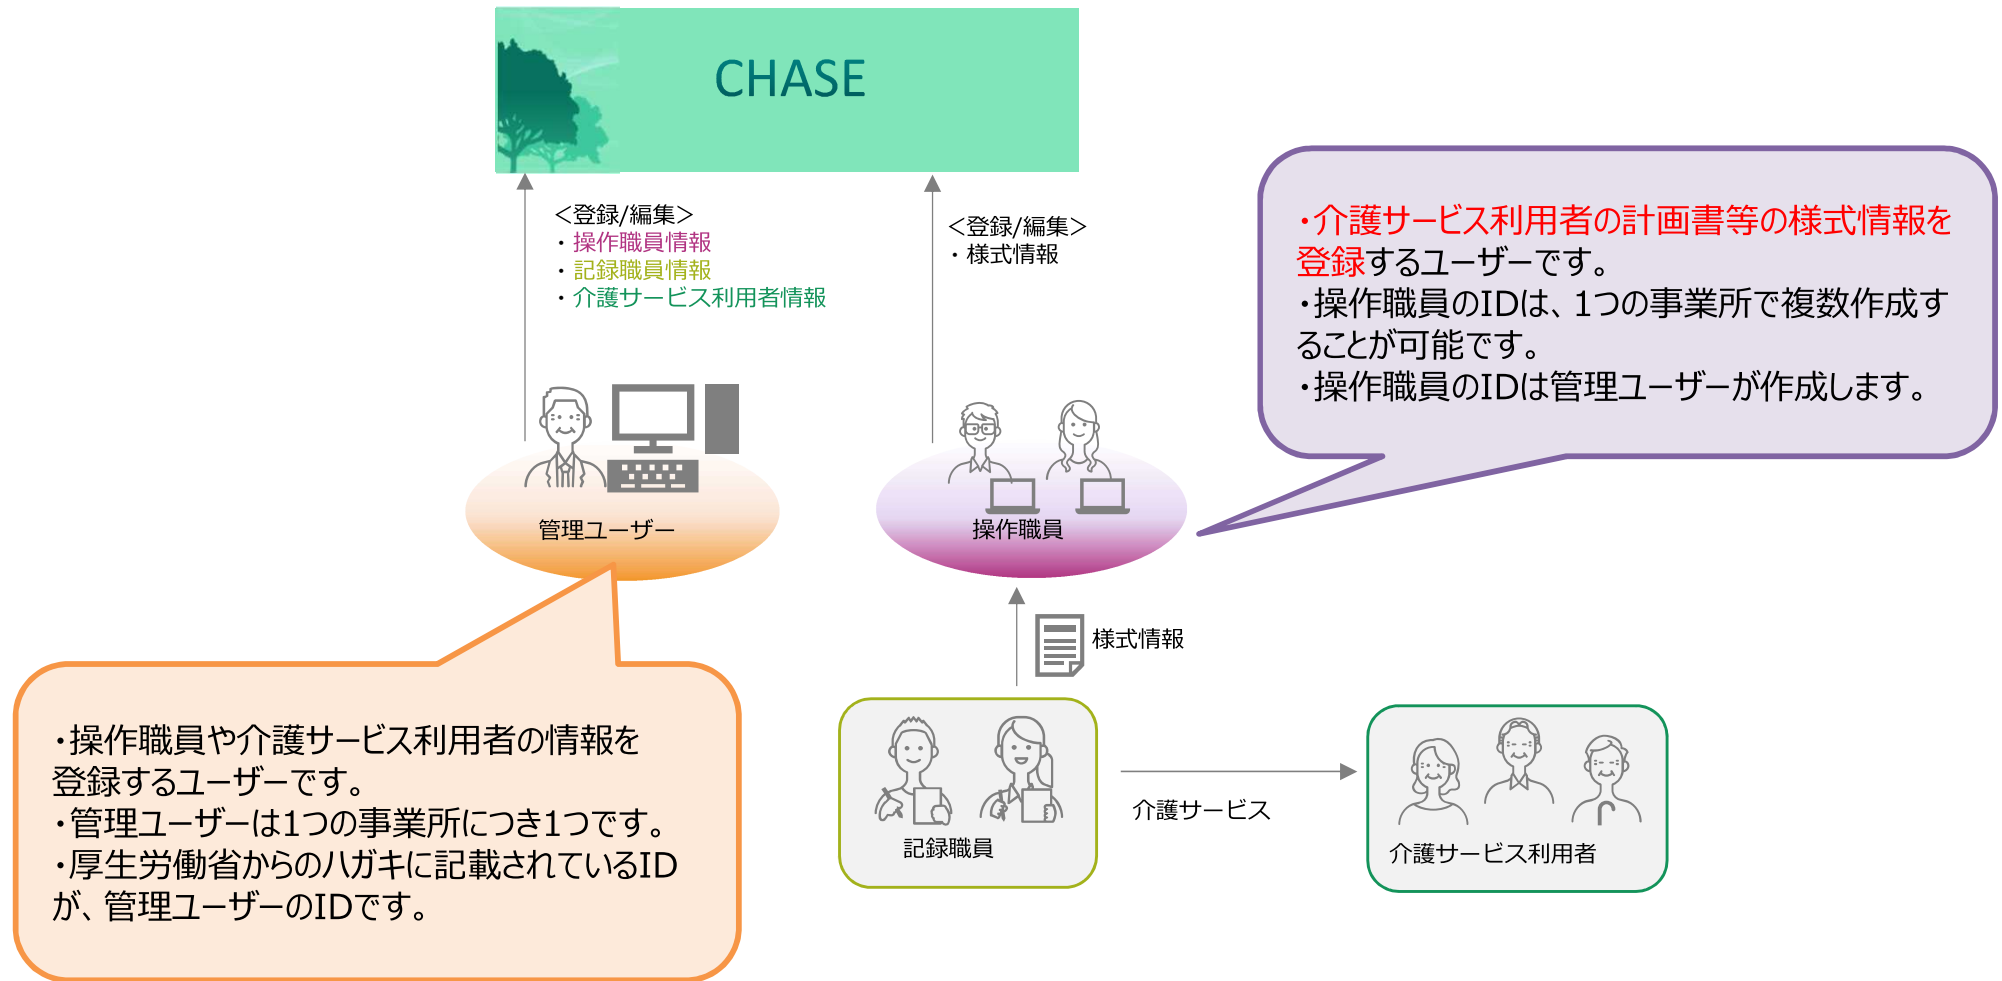 CHASE
＜登録/編集＞
・操作職員情報
・記録職員情報
・介護サービス利用者情報
＜登録/編集＞
・様式情報
・介護サービス利用者の計画書等の様式情報を
登録するユーザーです。
・操作職員のIDは、1つの事業所で複数作成す
ることが可能です。
・操作職員のIDは管理ユーザーが作成します。
管理ユーザー
操作職員
様式情報
・操作職員や介護サービス利用者の情報を
登録するユーザーです。
・管理ユーザーは1つの事業所につき1つです。
・厚生労働省からのハガキに記載されているID
が、管理ユーザーのIDです。
記録職員
介護サービス
介護サービス利用者